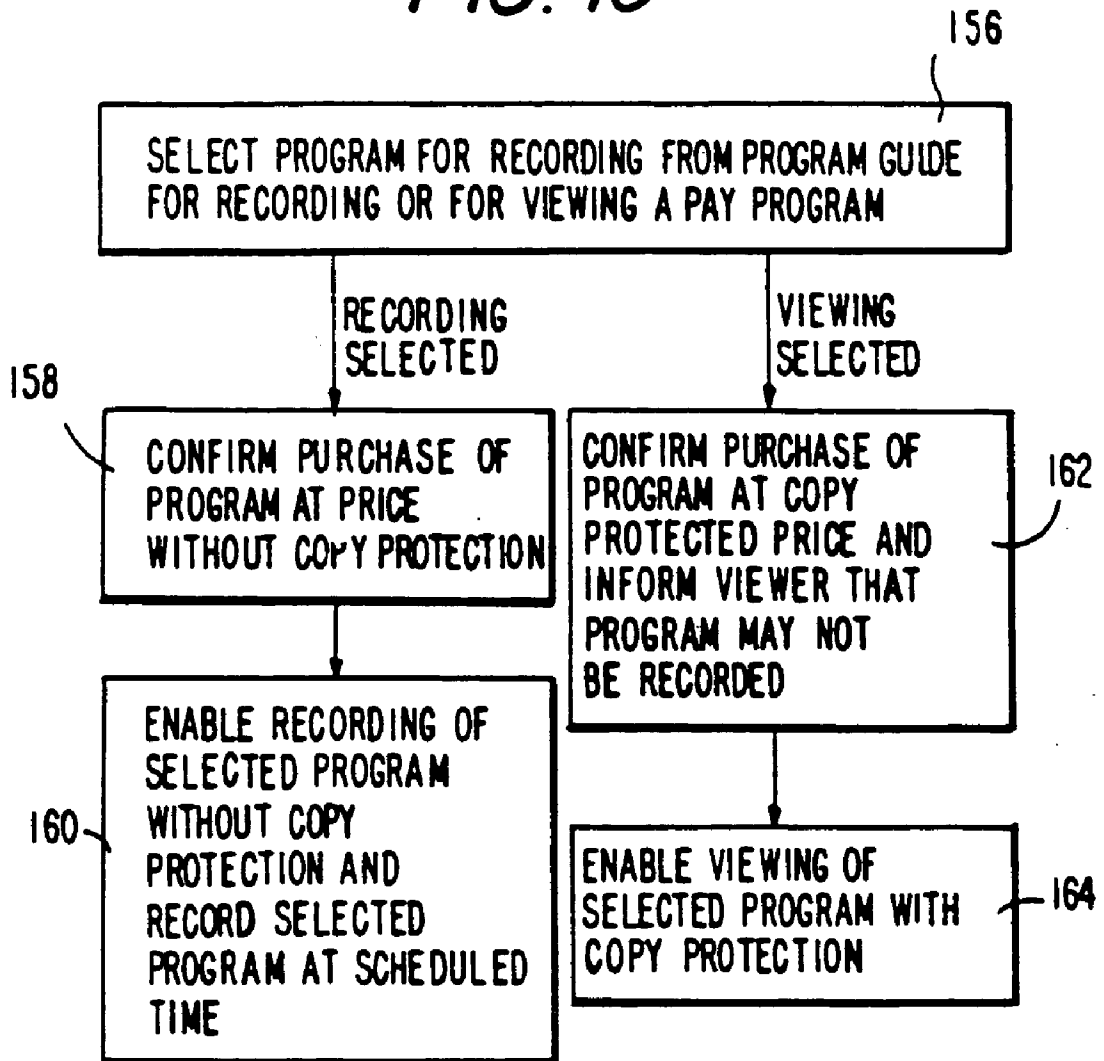 156
SELECT PROGRAM FOR RECORDING FROM PROGRAM GUIDE
FOR RECORDING OR FOR VIEWING A PAY PROGRAM
RECORDING
SELECTED
VIEWING
SELECTED
158
CONFIRM PURCHASE OF
PROGRAM AT PRICE
WITHOUT COPY PROTECTION
CONFIRM PURCHASE OF
PROGRAM AT COPY
PROTECTED PRICE AND
INFORM VIEWER THAT
PROGRAM MAY NOT
BE RECORDED
162
160
ENABLE RECORDING OF
SELECTED PROGRAM
WITHOUT COPY
PROTECTION AND
RECORD SELECTED
PROGRAM AT SCHEDULED
TIME
ENABLE VIEWING OF
SELECTED PROGRAM WITH
COPY PROTECTION
164